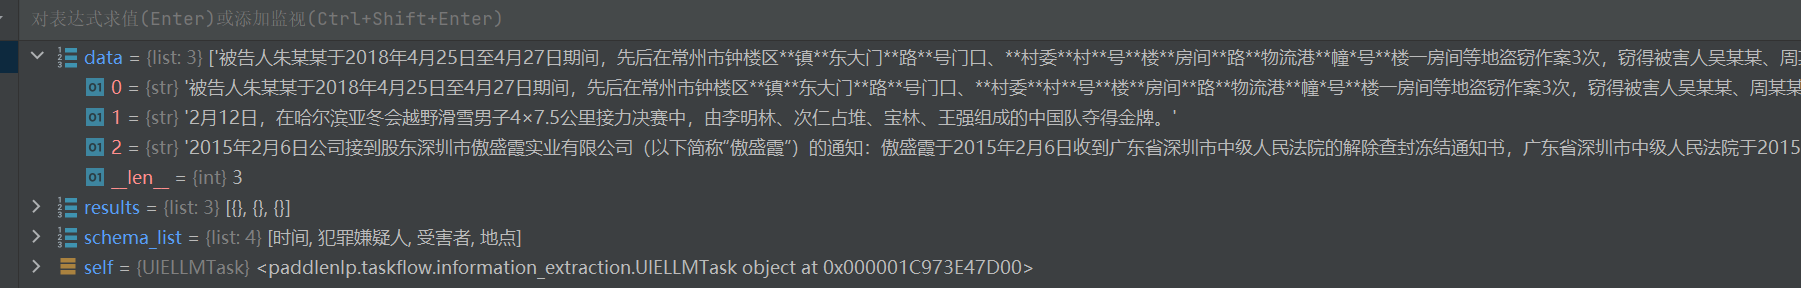 对表达式求值(Enter)或添加监视(Ctrl+Shift+Enter)
data = {list: 3} ['被告人朱某某于2018年4月25日至4月27日期间，先后在常州市钟楼区**镇**东大门**路**号门口、**村委**村**号**楼**房间**路**物流港**幢*号**楼一房间等地盗窃作案3次，窃得被害人吴某某、周某
0 = {str} '被告人朱某某于2018年4月25日至4月27日期间，先后在常州市钟楼区**镇**东大门**路**号门口、**村委**村**号**楼**房间**路**物流港**幢*号**楼一房间等地盗窃作案3次，窃得被害人吴某某、周某某
1 = {str} '2月12日，在哈尔滨亚冬会越野滑雪男子4×7.5公里接力决赛中，由李明林、次仁占堆、宝林、王强组成的中国队夺得金牌。'
2 = {str} '2015年2月6日公司接到股东深圳市傲盛霞实业有限公司（以下简称“傲盛霞”）的通知：傲盛霞于2015年2月6日收到广东省深圳市中级人民法院的解除查封冻结通知书，广东省深圳市中级人民法院于2015
__len__ = {int} 3
results = {list: 3} [{}, {}, {}]
schema_list = {list: 4} [时间, 犯罪嫌疑人, 受害者, 地点]
self = {UIELLMTask} <paddlenlp.taskflow.information_extraction.UIELLMTask object at 0x000001C973E47D00>